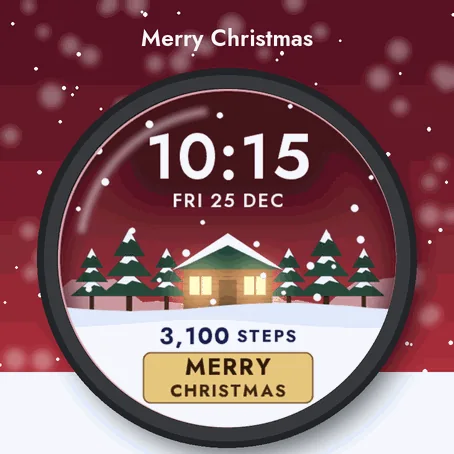 Merry Christmas
10:15
FRI 25 DEC
3,100 STEPS
MERRY
CHRISTMAS